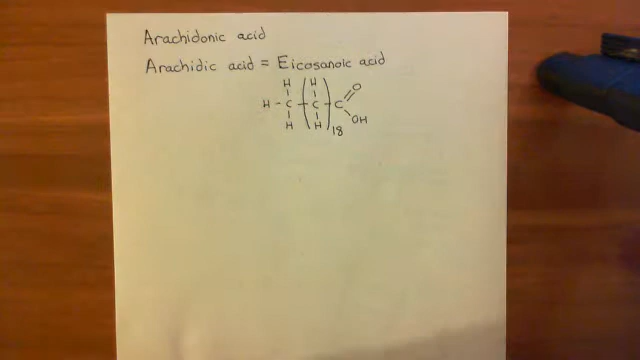 Arachidonic acid
Arachidic acid = Eicosanoic acid
H H O
H - C - ( C ) - C
H H 18 OH